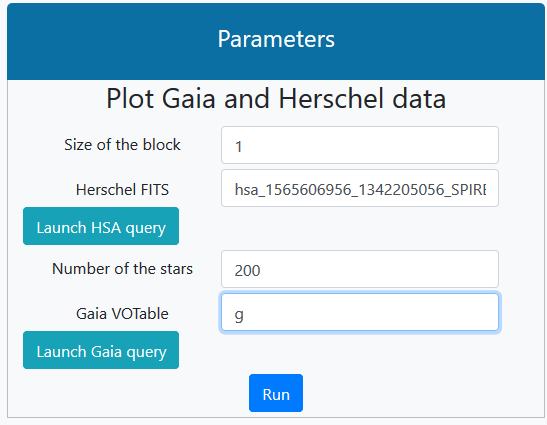 Parameters
Plot Gaia and Herschel data
Size of the block 1
Herschel FITS hsa_1565606956_1342205056_SPIRE
Launch HSA query
Number of the stars 200
Gaia VOTable g
Launch Gaia query
Run